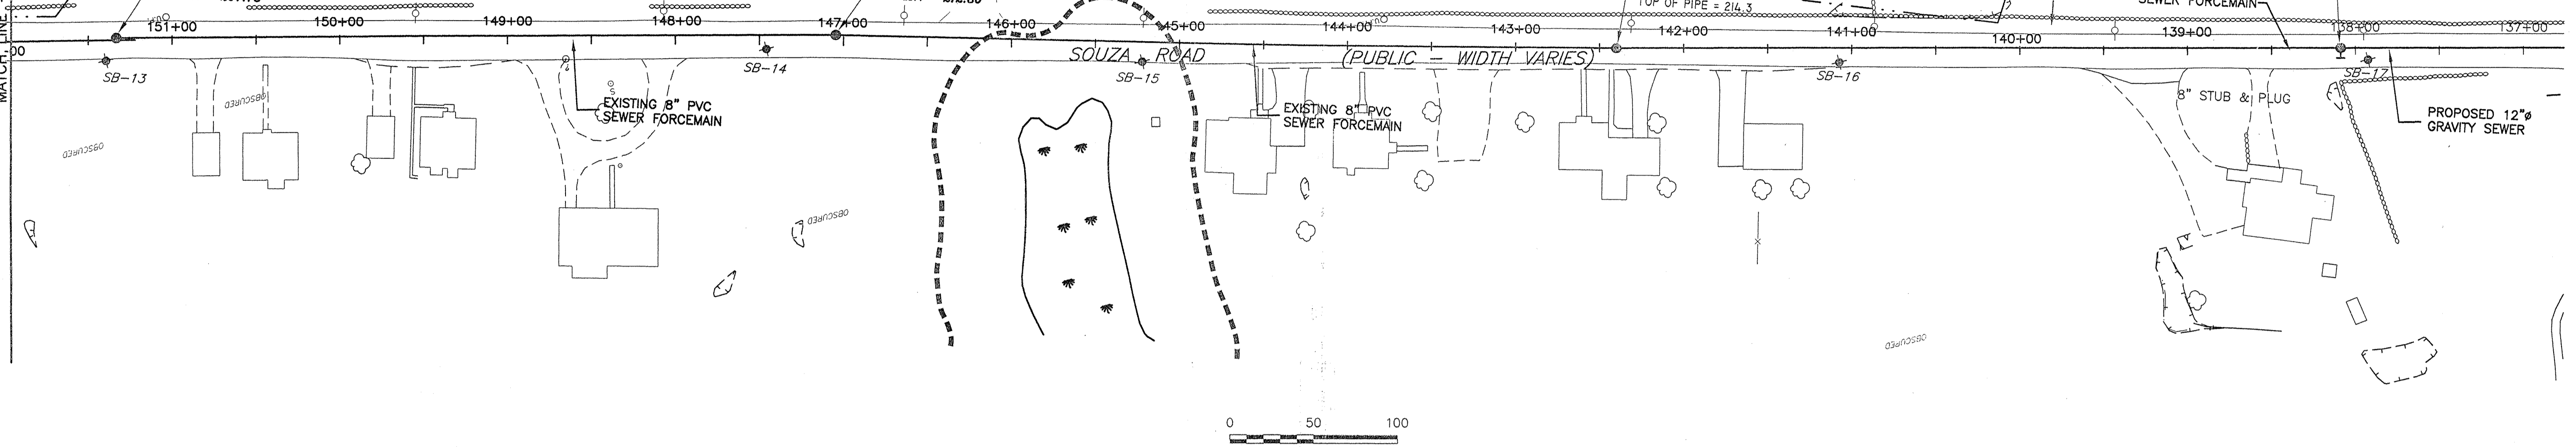 MATCH-LINE
151+00
150+00
149+00
148+00
147+00
146+00
145+00
144+00
143+00
142+00
141+00
140+00
139+00
138+00
137+00
TOP OF PIPE = 214.3
SEWER FORCEMAIN
SOUZA ROAD
(PUBLIC - WIDTH VARIES)
SB-13
SB-14
SB-15
SB-16
SB-17
OBSCURED
OBSCURED
EXISTING 8" PVC
SEWER FORCEMAIN
EXISTING 8" PVC
SEWER FORCEMAIN
8" STUB & PLUG
PROPOSED 12"ø
GRAVITY SEWER
OBSCURED
OBSCURED
0 50 100